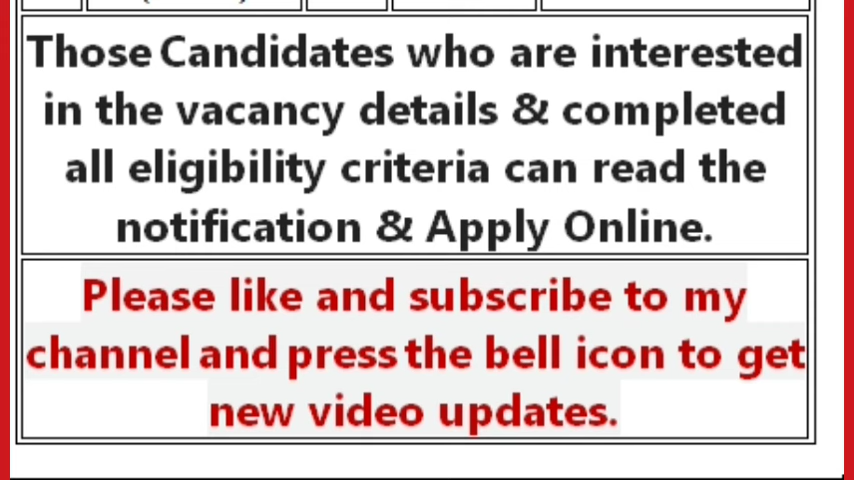 Those Candidates who are interested
in the vacancy details & completed
all eligibility criteria can read the
notification & Apply Online.
Please like and subscribe to my
channel and press the bell icon to get
new video updates.